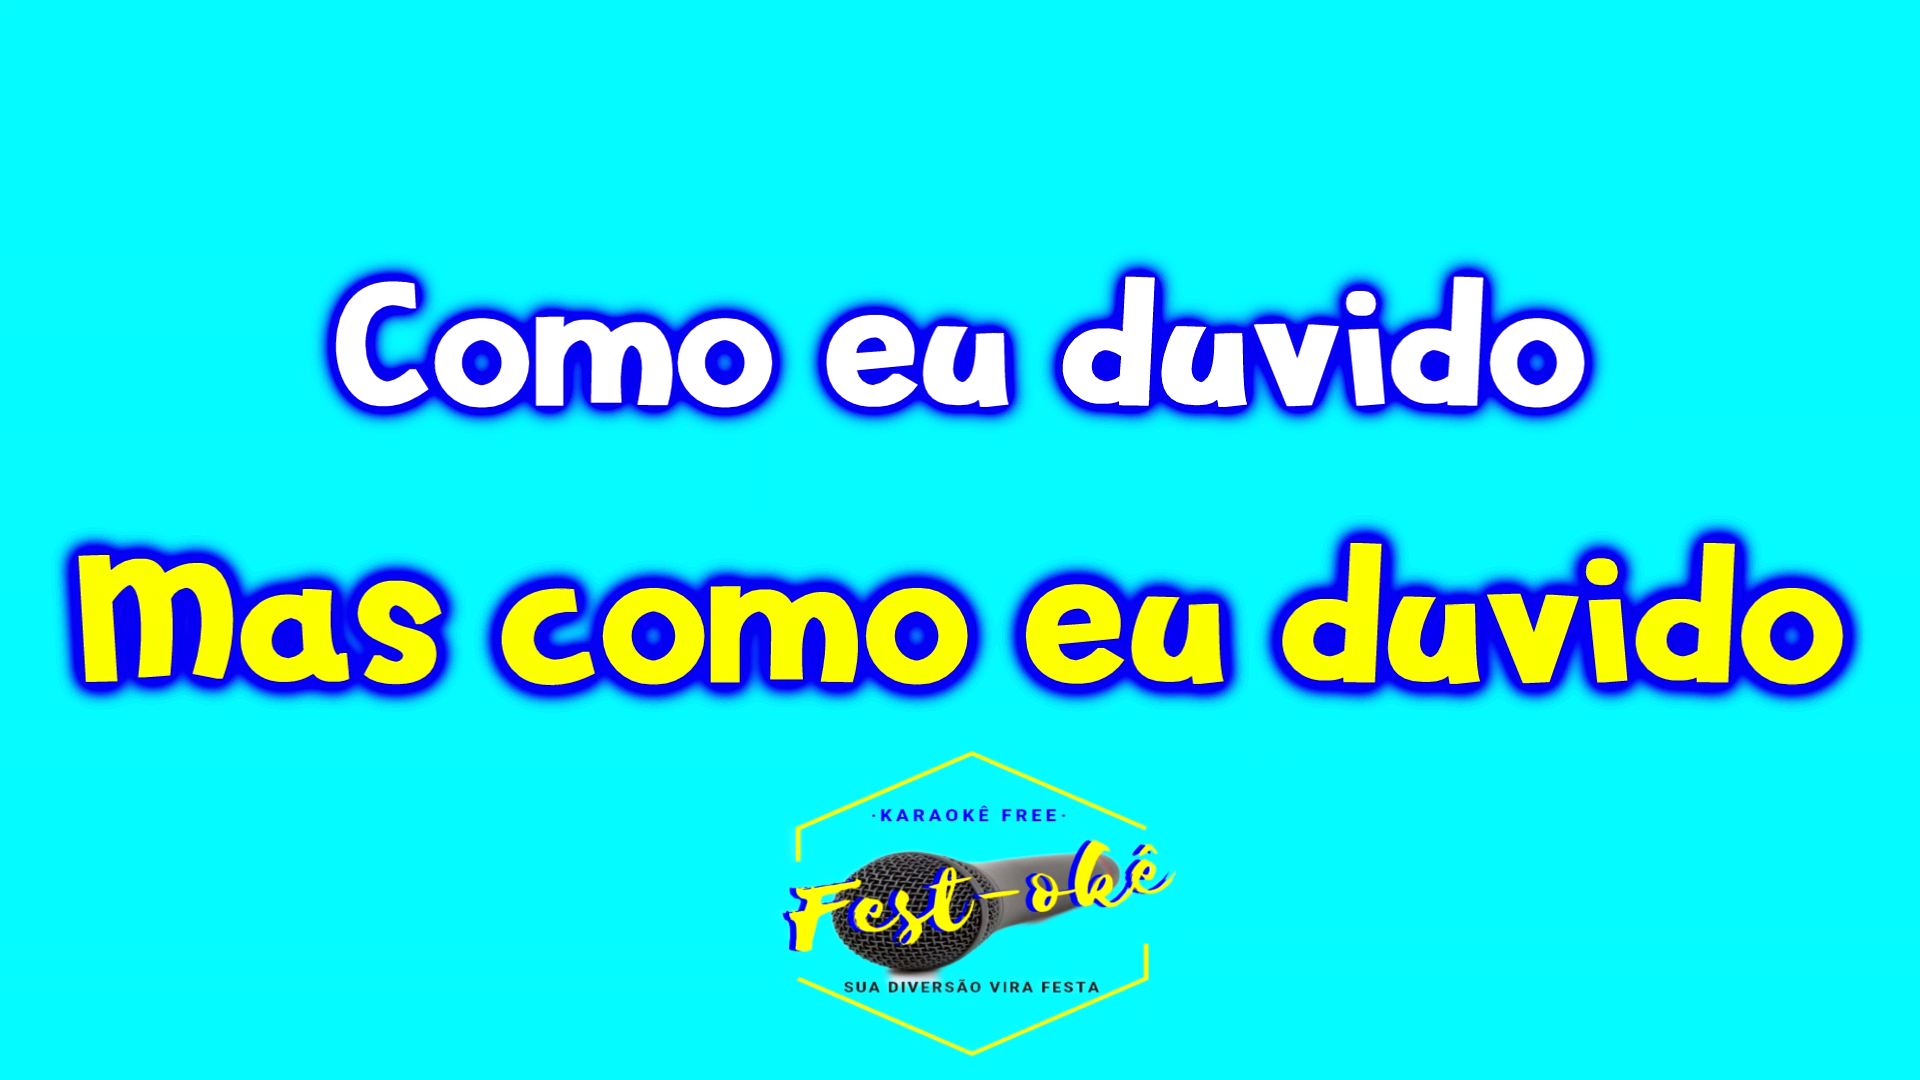 Como eu duvido
Mas como eu duvido
·KARAOKÊ FREE·
Fest-okê
SUA DIVERSÃO VIRA FESTA